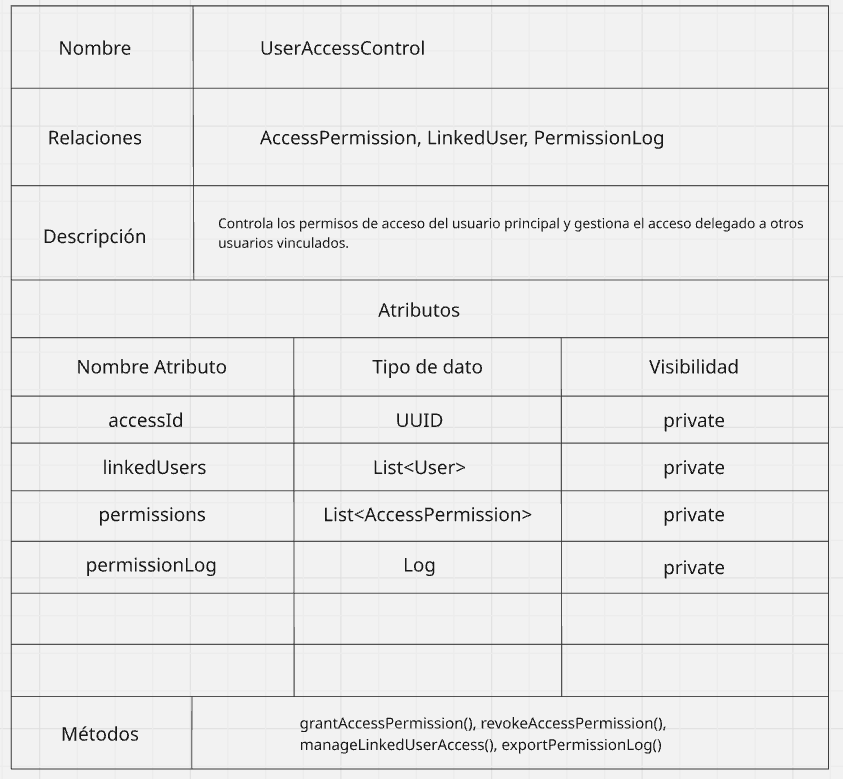 Nombre UserAccessControl
Relaciones AccessPermission, LinkedUser, PermissionLog
Descripción Controla los permisos de acceso del usuario principal y gestiona el acceso delegado a otros
usuarios vinculados.
Atributos
Nombre Atributo Tipo de dato Visibilidad
accessId UUID private
linkedUsers List<User> private
permissions List<AccessPermission> private
permissionLog Log private
Métodos grantAccessPermission(), revokeAccessPermission(),
manageLinkedUserAccess(), exportPermissionLog()